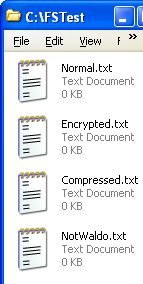 C:\FSTest
File Edit View F »
Normal.txt
Text Document
0 KB
Encrypted.txt
Text Document
0 KB
Compressed.txt
Text Document
0 KB
NotWaldo.txt
Text Document
0 KB